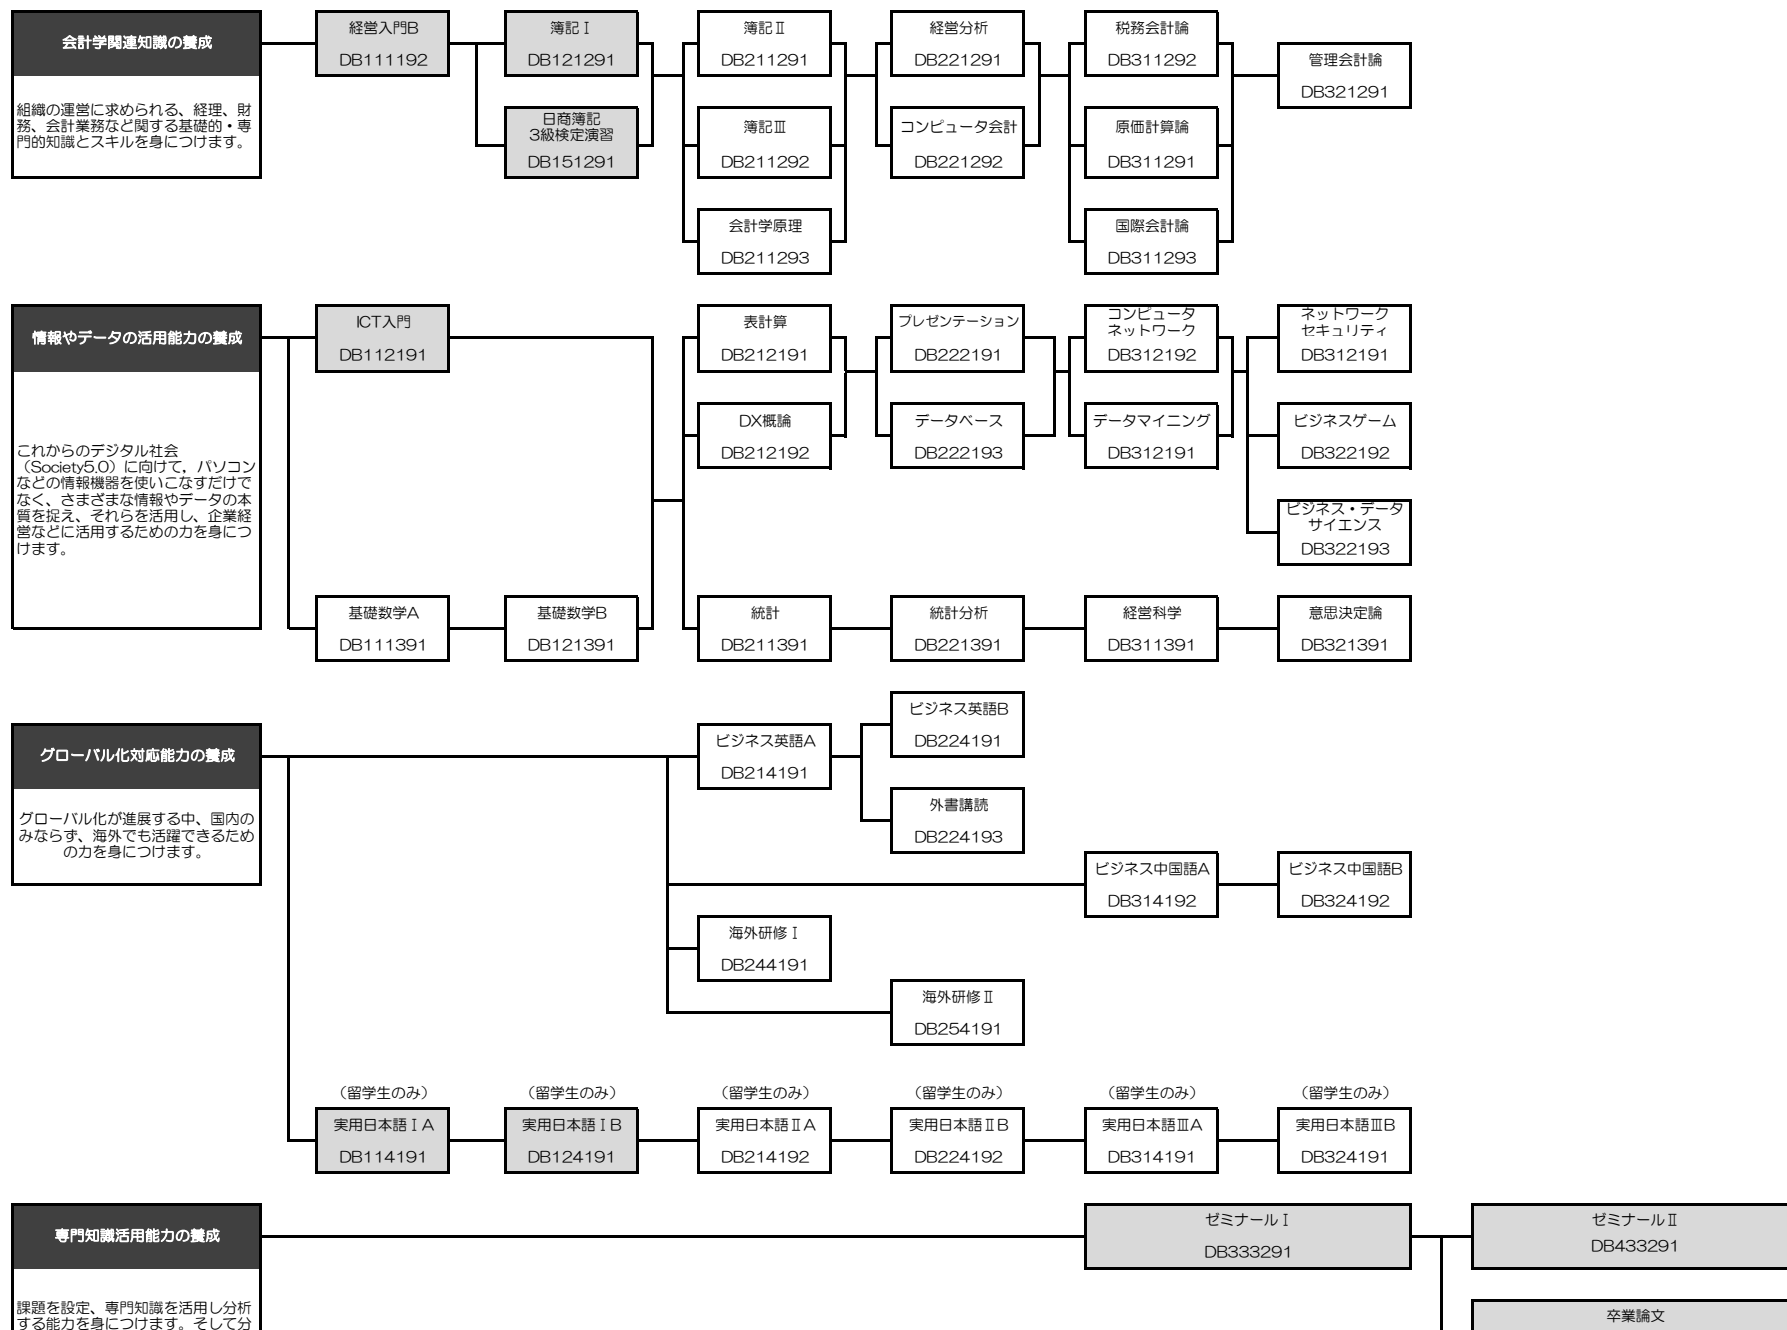 会計学関連知識の養成
組織の運営に求められる、経理、財
務、会計業務など関する基礎的・専
門的知識とスキルを身につけます。
経営入門B
DB111192
簿記Ⅰ
DB121291
日商簿記
3級検定演習
DB151291
簿記Ⅱ
DB211291
簿記Ⅲ
DB211292
会計学原理
DB211293
経営分析
DB221291
コンピュータ会計
DB221292
税務会計論
DB311292
原価計算論
DB311291
国際会計論
DB311293
管理会計論
DB321291
情報やデータの活用能力の養成
これからのデジタル社会
（Society5.0）に向けて，パソコン
などの情報機器を使いこなすだけで
なく、さまざまな情報やデータの本
質を捉え、それらを活用し、企業経
営などに活用するための力を身につ
けます。
ICT入門
DB112191
基礎数学A
DB111391
基礎数学B
DB121391
表計算
DB212191
DX概論
DB212192
統計
DB211391
プレゼンテーション
DB222191
データベース
DB222193
統計分析
DB221391
コンピュータ
ネットワーク
DB312192
データマイニング
DB312191
経営科学
DB311391
ネットワーク
セキュリティ
DB312191
ビジネスゲーム
DB322192
ビジネス・データ
サイエンス
DB322193
意思決定論
DB321391
グローバル化対応能力の養成
グローバル化が進展する中、国内の
みならず、海外でも活躍できるため
の力を身につけます。
ビジネス英語A
DB214191
ビジネス英語B
DB224191
外書講読
DB224193
ビジネス中国語A
DB314192
ビジネス中国語B
DB324192
海外研修Ⅰ
DB244191
海外研修Ⅱ
DB254191
（留学生のみ）
実用日本語ⅠA
DB114191
（留学生のみ）
実用日本語ⅠB
DB124191
（留学生のみ）
実用日本語ⅡA
DB214192
（留学生のみ）
実用日本語ⅡB
DB224192
（留学生のみ）
実用日本語ⅢA
DB314191
（留学生のみ）
実用日本語ⅢB
DB324191
専門知識活用能力の養成
課題を設定、専門知識を活用し分析
する能力を身につけます。そして分
ゼミナールⅠ
DB333291
ゼミナールⅡ
DB433291
卒業論文